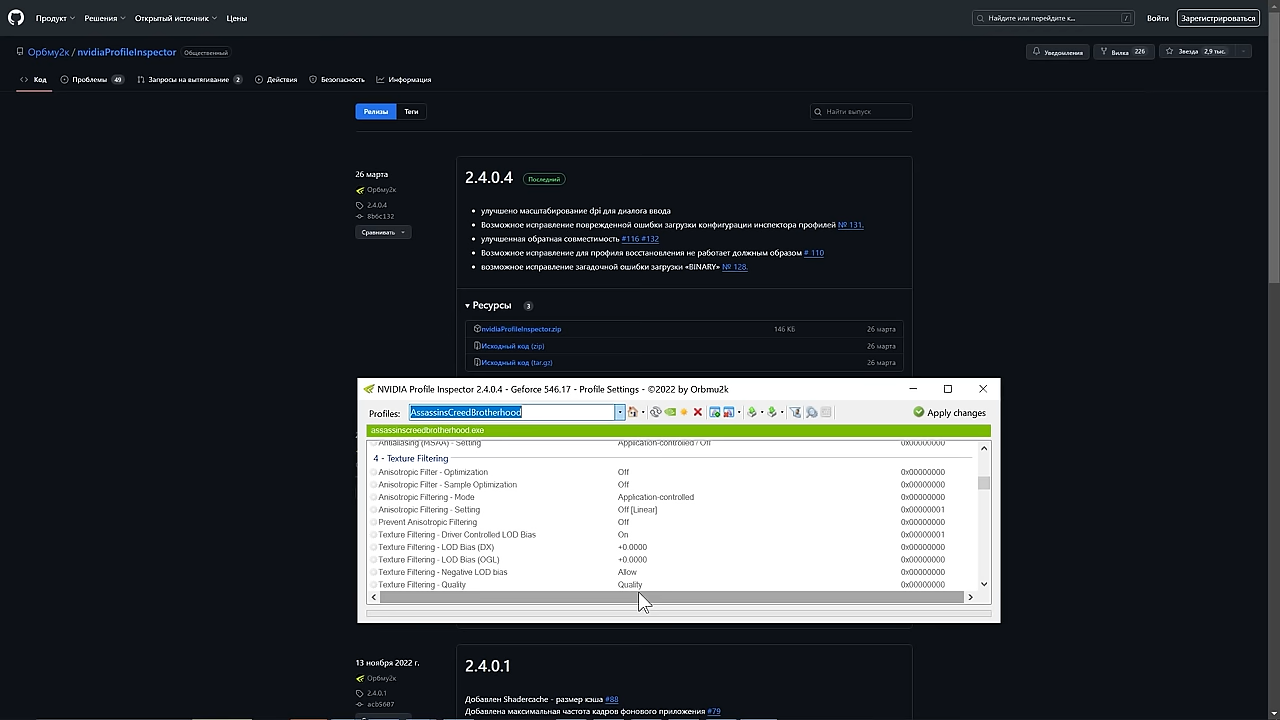 Продукт Решения Открытый источник Цены Найдите или перейдите к... / Войти Зарегистрироваться
Орбму2к / nvidiaProfileInspector Общественный Уведомления Вилка 226 Звезда 2,9 тыс.
Код Проблемы 49 Запросы на вытягивание 2 Действия Безопасность Информация
Релизы Теги Найти выпуск
26 марта
Орбму2к
2.4.0.4
8b6c132
Сравнивать
2.4.0.4 Последний
• улучшено масштабирование dpi для диалога ввода
• Возможное исправление поврежденной ошибки загрузки конфигурации инспектора профилей № 131.
• улучшенная обратная совместимость #116 #132
• Возможное исправление для профиля восстановления не работает должным образом # 110
• возможное исправление загадочной ошибки загрузки «BINARY» № 128.
Ресурсы 3
nvidiaProfileInspector.zip 146 КБ 26 марта
Исходный код (zip) 26 марта
Исходный код (tar.gz) 26 марта
NVIDIA Profile Inspector 2.4.0.4 - Geforce 546.17 - Profile Settings - ©2022 by Orbmu2k
Profiles: AssassinsCreedBrotherhood Apply changes
assassinscreedbrotherhood.exe
Antialiasing (MSAA) - Setting Application-controlled / Off 0x00000000
4 - Texture Filtering
Anisotropic Filter - Optimization Off 0x00000000
Anisotropic Filter - Sample Optimization Off 0x00000000
Anisotropic Filtering - Mode Application-controlled 0x00000000
Anisotropic Filtering - Setting Off [Linear] 0x00000001
Prevent Anisotropic Filtering Off 0x00000000
Texture Filtering - Driver Controlled LOD Bias On 0x00000001
Texture Filtering - LOD Bias (DX) +0.0000 0x00000000
Texture Filtering - LOD Bias (OGL) +0.0000 0x00000000
Texture Filtering - Negative LOD bias Allow 0x00000000
Texture Filtering - Quality Quality 0x00000000
13 ноября 2022 г.
Орбму2к
2.4.0.1
acb5607
2.4.0.1
Добавлен Shadercache - размер кэша #88
Добавлена максимальная частота кадров фонового приложения #79